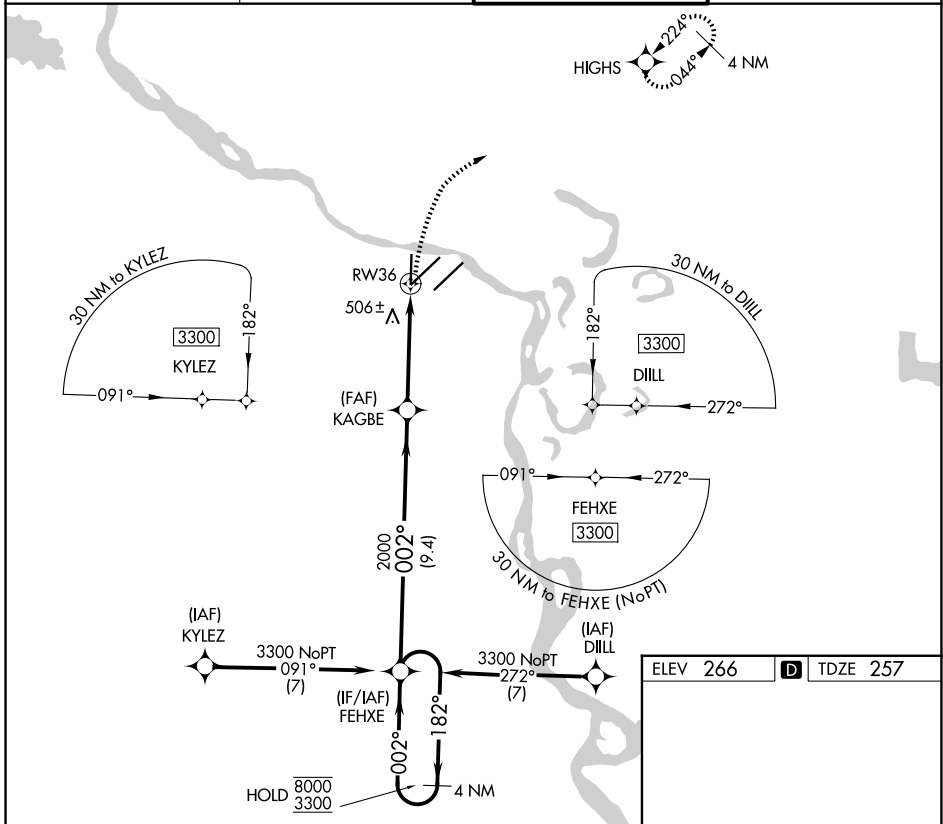 HIGHS
224°
044°
4 NM
RW36
506±
30 NM to KYLEZ
182°
3300
KYLEZ
091°
30 NM to DIILL
182°
3300
DIILL
272°
(FAF)
KAGBE
091°
272°
FEHXE
3300
30 NM to FEHXE (NoPT)
2000
002°
(9.4)
(IAF)
KYLEZ
3300 NoPT
091°
(7)
(IF/IAF)
FEHXE
3300 NoPT
272°
(7)
(IAF)
DIILL
002°
182°
HOLD 8000
3300
4 NM
ELEV 266 D TDZE 257